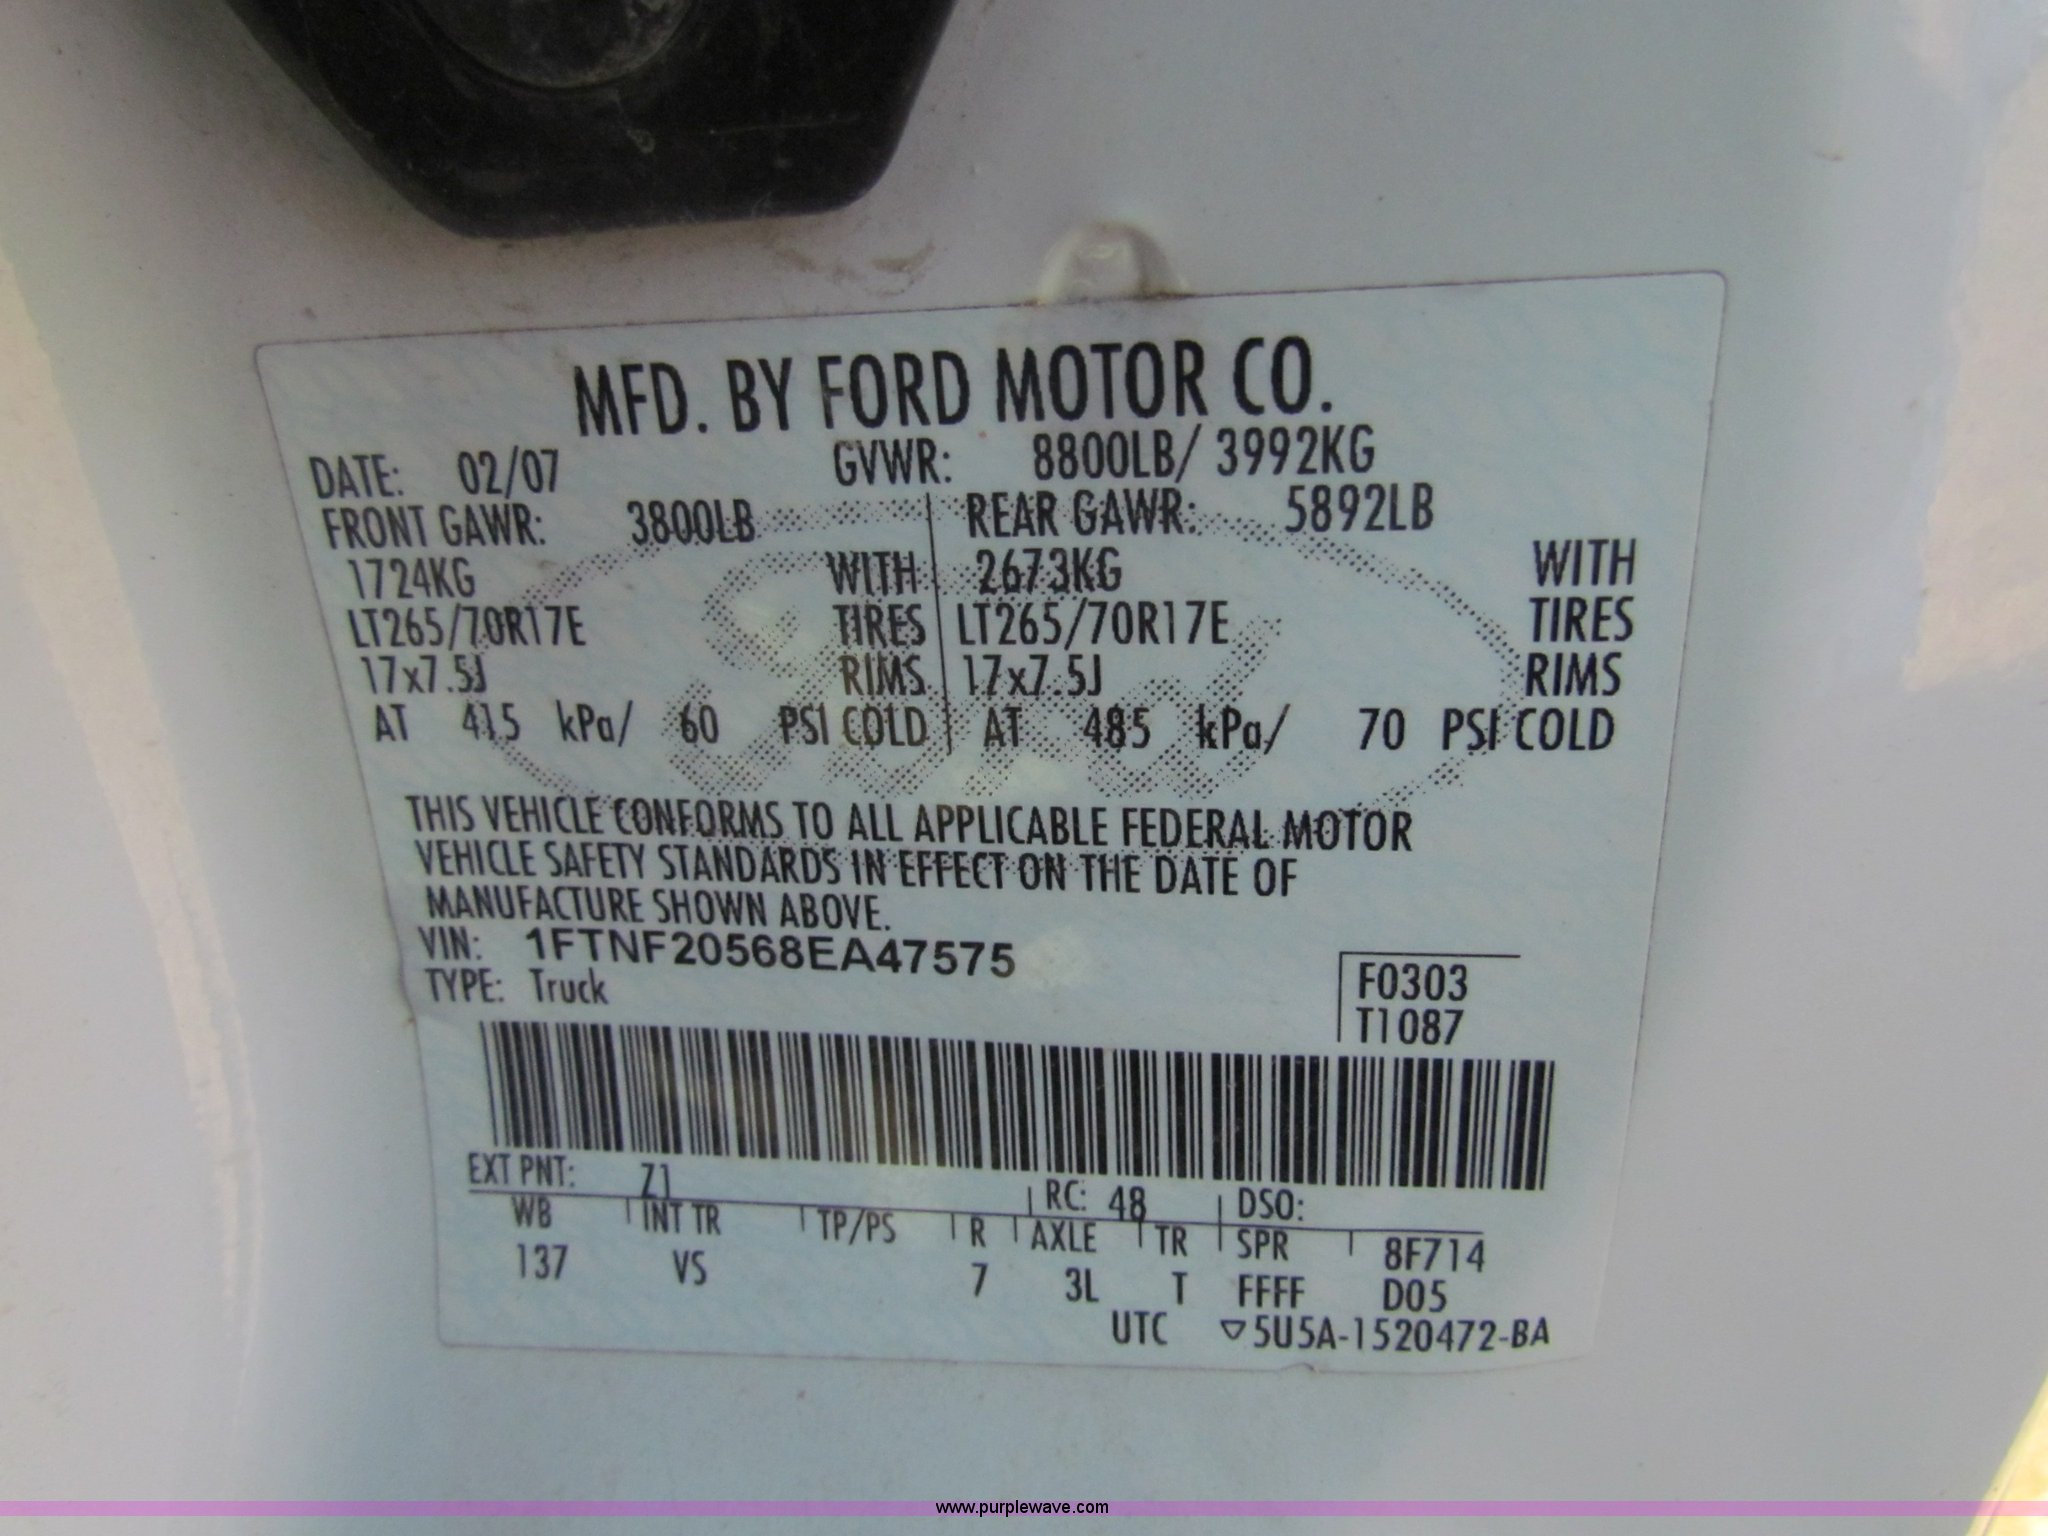 MFD. BY FORD MOTOR CO.
DATE: 02/07 GVWR: 8800LB/ 3992KG
FRONT GAWR: 3800LB REAR GAWR: 5892LB
1724KG WITH 2673KG WITH
LT265/70R17E TIRES LT265/70R17E TIRES
17x7.5J RIMS 17x7.5J RIMS
AT 415 kPa/ 60 PSI COLD AT 485 kPa/ 70 PSI COLD
THIS VEHICLE CONFORMS TO ALL APPLICABLE FEDERAL MOTOR
VEHICLE SAFETY STANDARDS IN EFFECT ON THE DATE OF
MANUFACTURE SHOWN ABOVE.
VIN: 1FTNF20568EA47575
TYPE: Truck
F0303
T1087
EXT PNT: Z1 RC: 48 DSO:
WB INT TR TP/PS R AXLE TR SPR 8F714
137 VS 7 3L T FFFF D05
UTC ▽5U5A-1520472-BA
Ford
www.purplewave.com